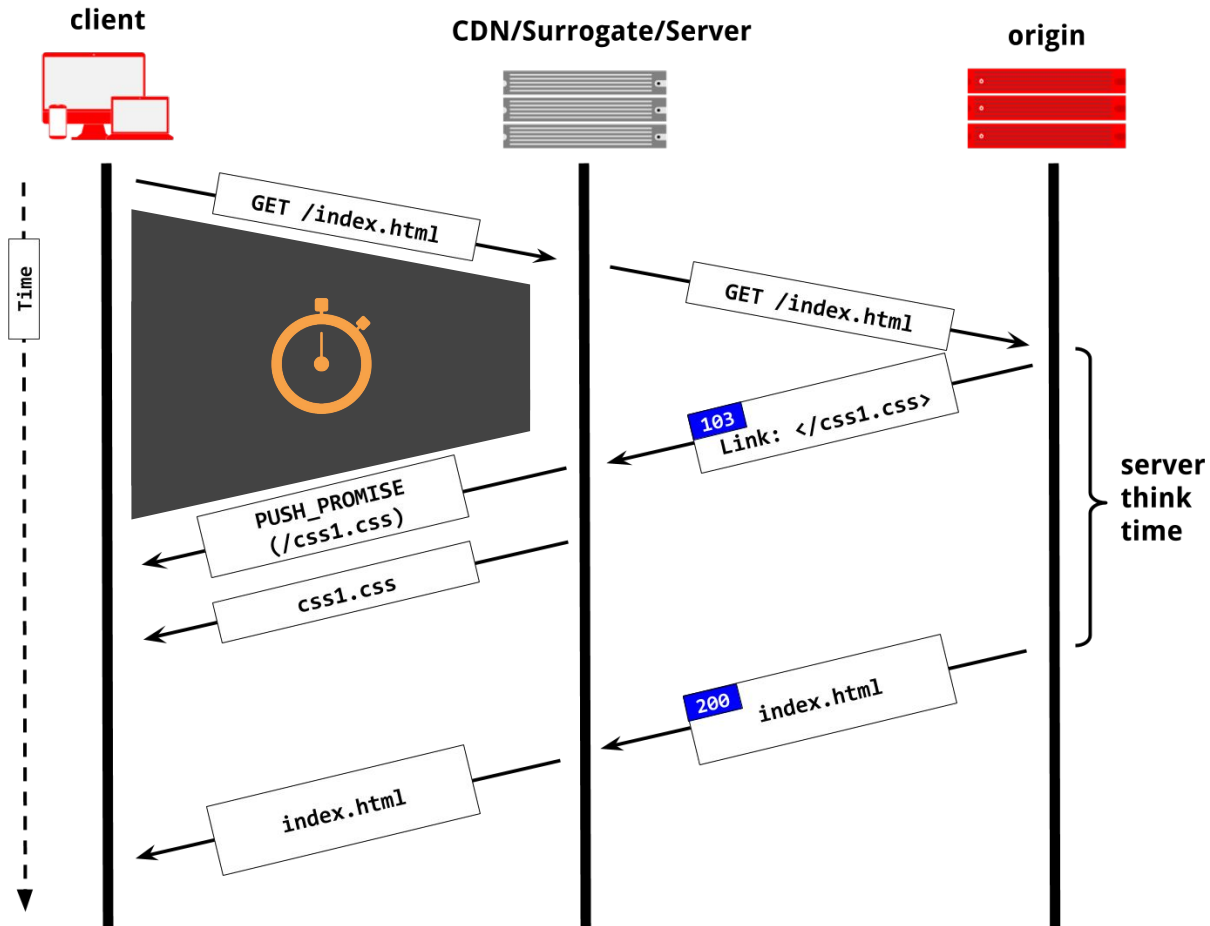 client
CDN/Surrogate/Server
origin
Time
GET /index.html
GET /index.html
103
Link: </css1.css>
PUSH_PROMISE
(/css1.css)
css1.css
server
think
time
200
index.html
index.html